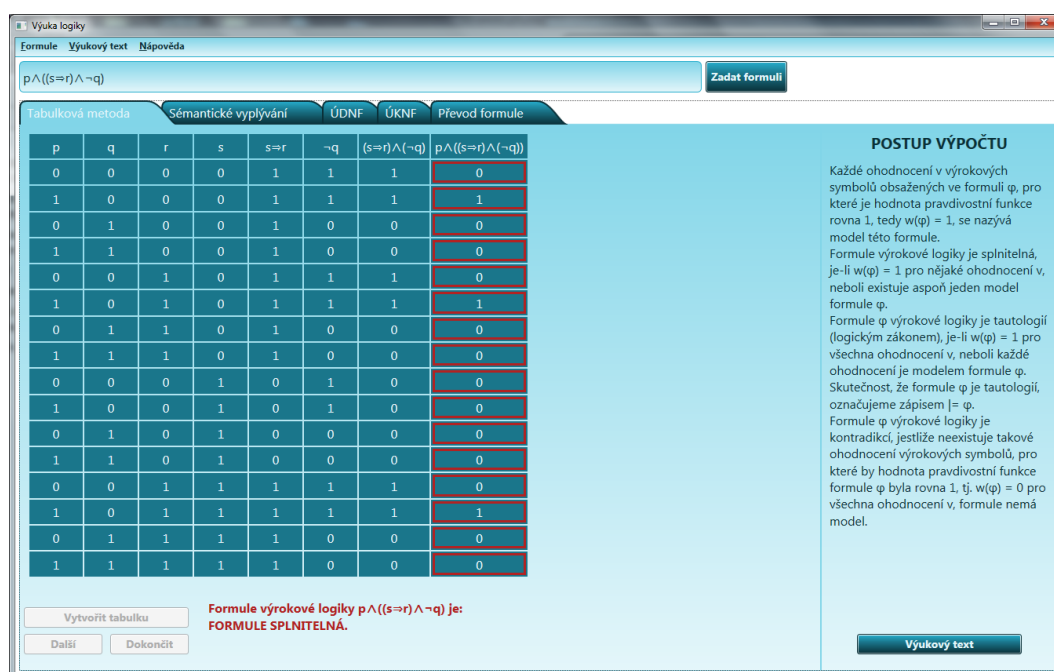 Výuka logiky
Formule Výukový text Nápověda
p∧((s⇒r)∧¬q)
Zadat formuli
Tabulková metoda Sémantické vyplývání ÚDNF ÚKNF Převod formule
p q r s s⇒r ¬q (s⇒r)∧(¬q) p∧((s⇒r)∧(¬q))
0 0 0 0 1 1 1 0
1 0 0 0 1 1 1 1
0 1 0 0 1 0 0 0
1 1 0 0 1 0 0 0
0 0 1 0 1 1 1 0
1 0 1 0 1 1 1 1
0 1 1 0 1 0 0 0
1 1 1 0 1 0 0 0
0 0 0 1 0 1 0 0
1 0 0 1 0 1 0 0
0 1 0 1 0 0 0 0
1 1 0 1 0 0 0 0
0 0 1 1 1 1 1 0
1 0 1 1 1 1 1 1
0 1 1 1 1 0 0 0
1 1 1 1 1 0 0 0
Vytvořit tabulku
Další Dokončit
Formule výrokové logiky p∧((s⇒r)∧¬q) je:
FORMULE SPLNITELNÁ.
POSTUP VÝPOČTU
Každé ohodnocení v výrokových
symbolů obsažených ve formuli φ, pro
které je hodnota pravdivostní funkce
rovna 1, tedy w(φ) = 1, se nazývá
model této formule.
Formule výrokové logiky je splnitelná,
je-li w(φ) = 1 pro nějaké ohodnocení v,
neboli existuje aspoň jeden model
formule φ.
Formule φ výrokové logiky je tautologií
(logickým zákonem), je-li w(φ) = 1 pro
všechna ohodnocení v, neboli každé
ohodnocení je modelem formule φ.
Skutečnost, že formule φ je tautologií,
označujeme zápisem |= φ.
Formule φ výrokové logiky je
kontradikcí, jestliže neexistuje takové
ohodnocení výrokových symbolů, pro
které by hodnota pravdivostní funkce
formule φ byla rovna 1, tj. w(φ) = 0 pro
všechna ohodnocení v, formule nemá
model.
Výukový text